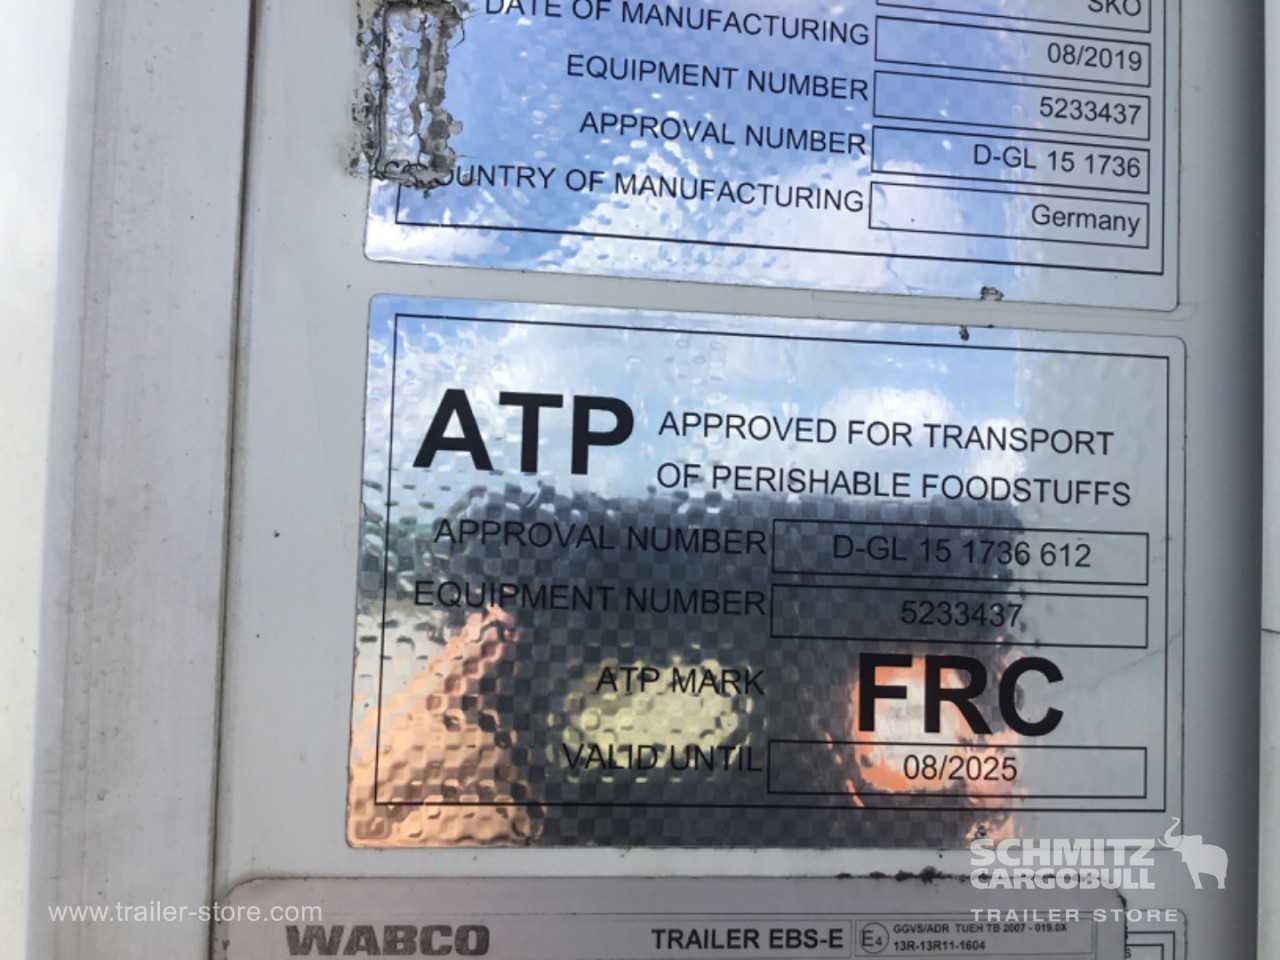 SKO
DATE OF MANUFACTURING 08/2019
EQUIPMENT NUMBER 5233437
APPROVAL NUMBER D-GL 15 1736
COUNTRY OF MANUFACTURING Germany
ATP APPROVED FOR TRANSPORT
OF PERISHABLE FOODSTUFFS
APPROVAL NUMBER D-GL 15 1736 612
EQUIPMENT NUMBER 5233437
ATP MARK FRC
VALID UNTIL 08/2025
SCHMITZ
CARGOBULL
TRAILER STORE
www.trailer-store.com
WABCO TRAILER EBS-E E4 GGVS/ADR TUEH TB 2007 - 019.0X
13R-13R11-1604